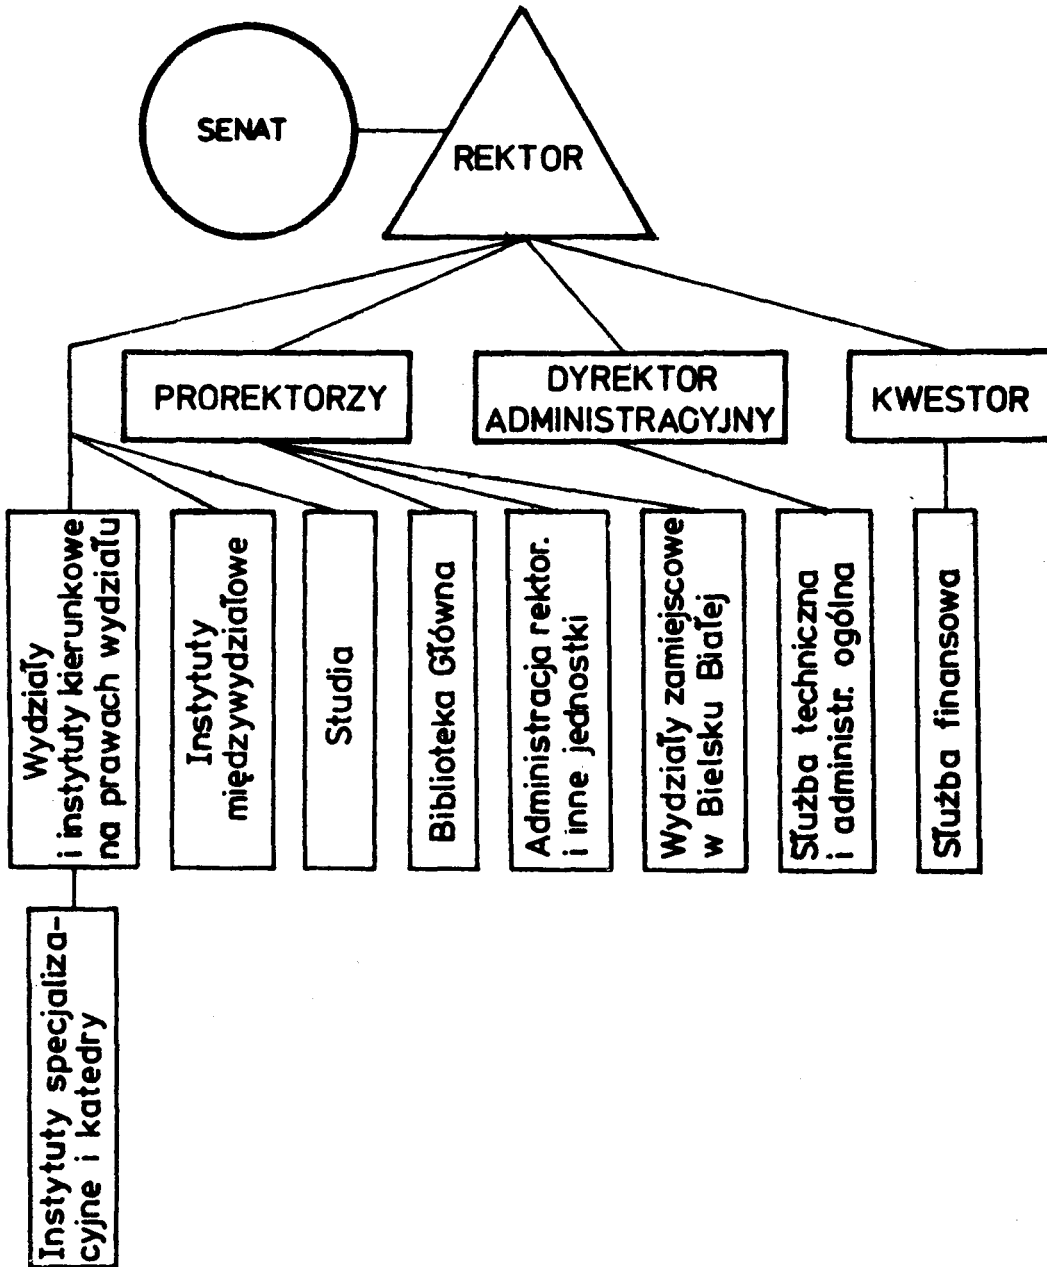 SENAT
REKTOR
PROREKTORZY
DYREKTOR
ADMINISTRACYJNY
KWESTOR
Wydziały
i instytuty kierunkowe
na prawach wydziału
Instytuty
międzywydziałowe
Studia
Biblioteka Główna
Administracja rektor.
i inne jednostki
Wydziały zamiejscowe
w Bielsku Białej
Służba techniczna
i administr. ogólna
Służba finansowa
Instytuty specjaliza-
cyjne i katedry